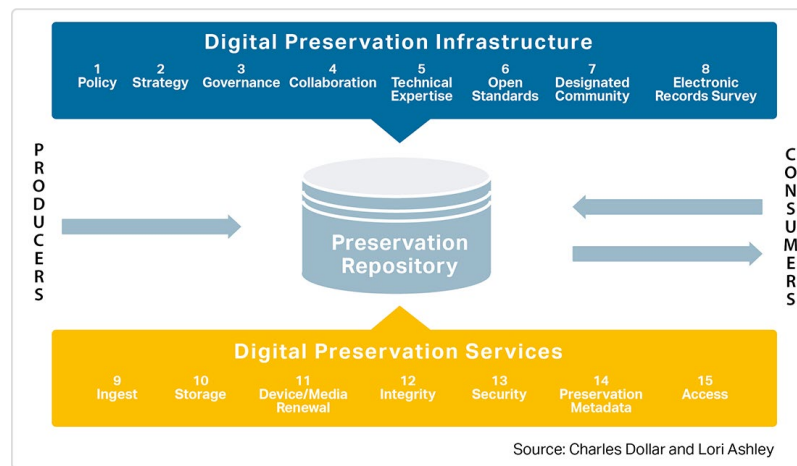 Digital Preservation Infrastructure
1 2 3 4 5 6 7 8
Policy Strategy Governance Collaboration Technical Open Designated Electronic
Expertise Standards Community Records Survey
PRODUCERS
CONSUMERS
Preservation
Repository
Digital Preservation Services
9 10 11 12 13 14 15
Ingest Storage Device/Media Integrity Security Preservation Access
Renewal Metadata
Source: Charles Dollar and Lori Ashley